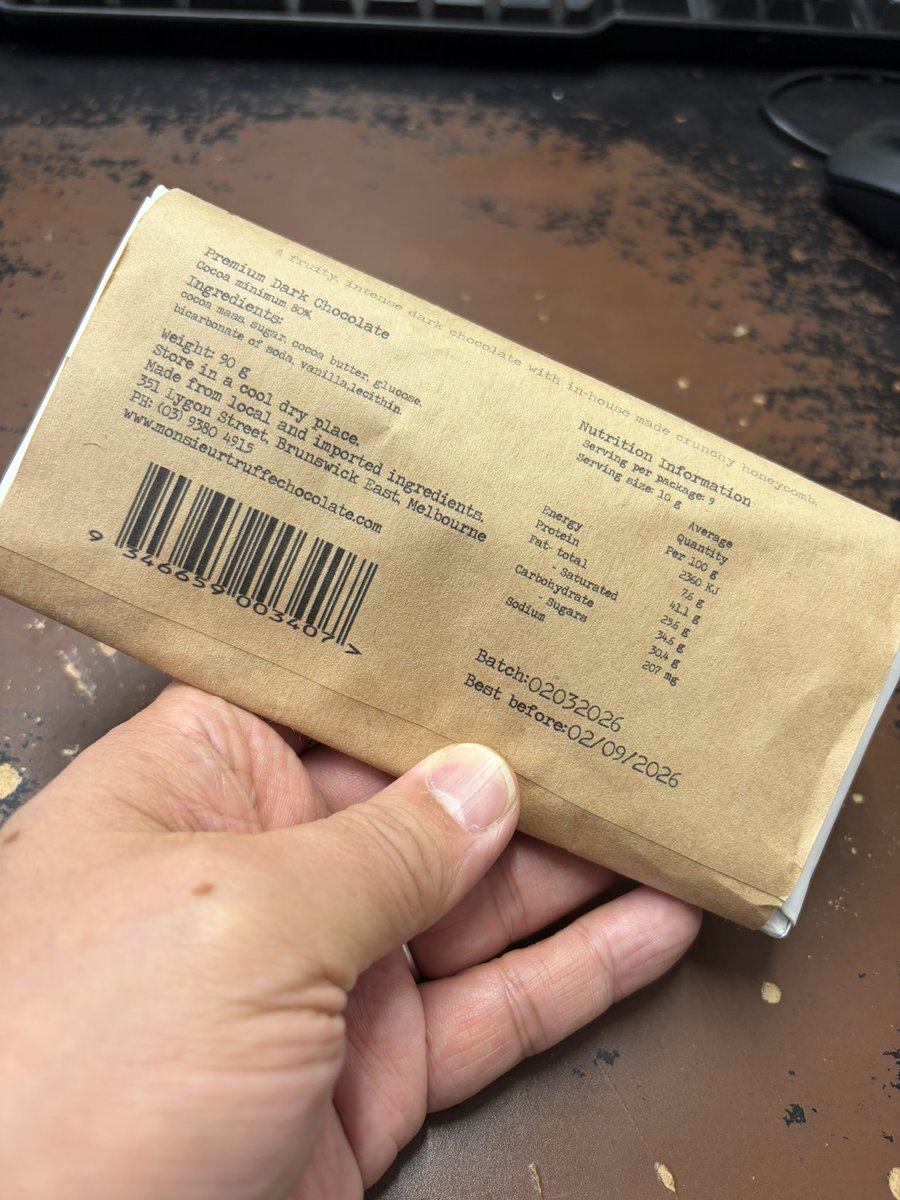 A fruity, intense dark chocolate with in-house made crunchy honeycomb
Premium Dark Chocolate
Cocoa minimum 80%
Ingredients:
cocoa mass, sugar, cocoa butter, glucose,
bicarbonate of soda, vanilla,lecithin.
Weight: 90 g
Store in a cool dry place.
Made from local and imported ingredients.
351 Lygon Street, Brunswick East, Melbourne
PH: (03) 9380 4915
www.monsieurtruffechocolate.com
9 346659 003407 >
Nutrition Information
Serving per package: 9
Serving size: 10 g
Average
Quantity
Per 100 g
Energy 2360 KJ
Protein 7.6 g
Fat- total 41.1 g
- Saturated 25.6 g
Carbohydrate 34.6 g
- Sugars 30.4 g
Sodium 207 mg
Batch:02032026
Best before:02/09/2026